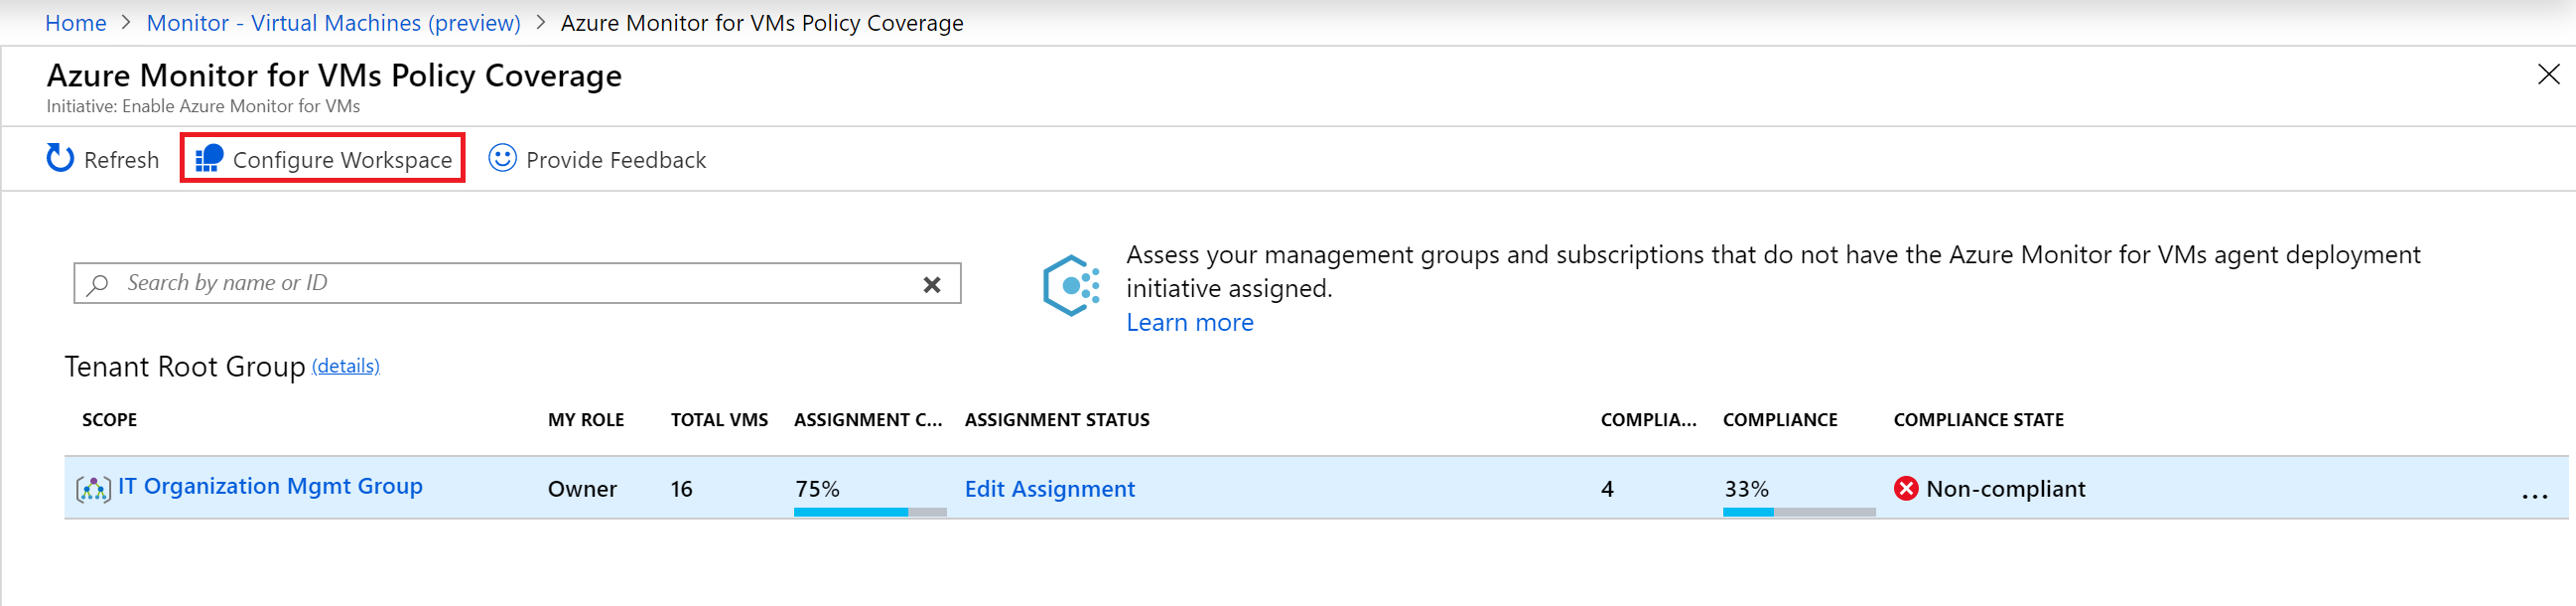 Home > Monitor - Virtual Machines (preview) > Azure Monitor for VMs Policy Coverage
Azure Monitor for VMs Policy Coverage
Initiative: Enable Azure Monitor for VMs
Refresh Configure Workspace Provide Feedback
Search by name or ID
Assess your management groups and subscriptions that do not have the Azure Monitor for VMs agent deployment
initiative assigned.
Learn more
Tenant Root Group (details)
SCOPE MY ROLE TOTAL VMS ASSIGNMENT C... ASSIGNMENT STATUS COMPLIA... COMPLIANCE COMPLIANCE STATE
IT Organization Mgmt Group Owner 16 75% Edit Assignment 4 33% Non-compliant ...